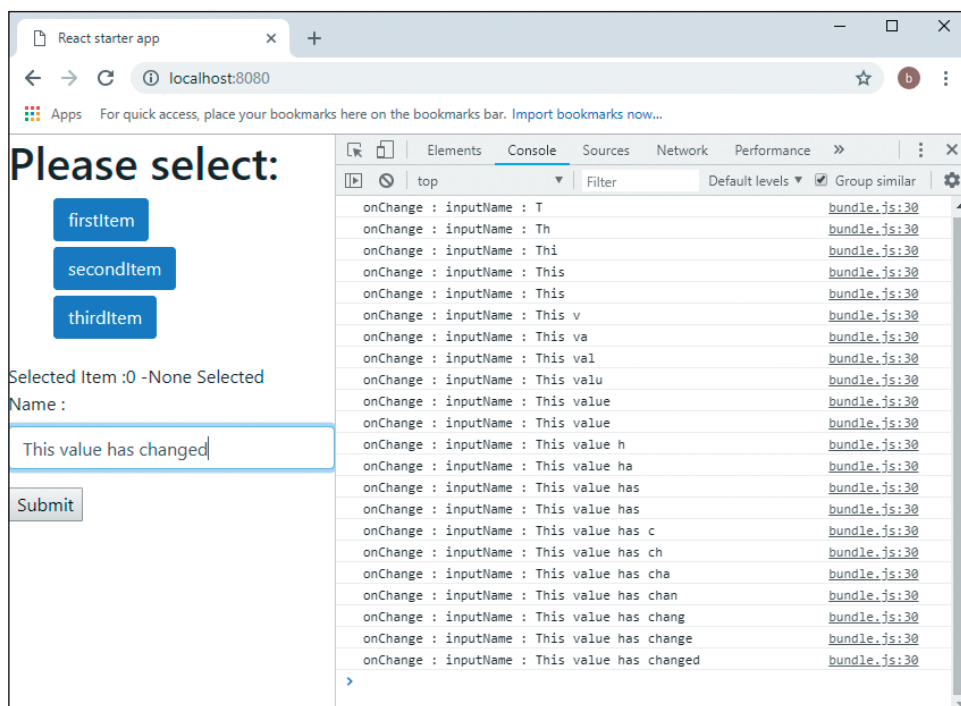 React starter app
localhost:8080
b
Apps For quick access, place your bookmarks here on the bookmarks bar. Import bookmarks now...
Please select:
firstItem
secondItem
thirdItem
Selected Item :0 -None Selected
Name :
This value has changed
Submit
Elements Console Sources Network Performance »
top Filter Default levels Group similar
onChange : inputName : T bundle.js:30
onChange : inputName : Th bundle.js:30
onChange : inputName : Thi bundle.js:30
onChange : inputName : This bundle.js:30
onChange : inputName : This bundle.js:30
onChange : inputName : This v bundle.js:30
onChange : inputName : This va bundle.js:30
onChange : inputName : This val bundle.js:30
onChange : inputName : This valu bundle.js:30
onChange : inputName : This value bundle.js:30
onChange : inputName : This value bundle.js:30
onChange : inputName : This value h bundle.js:30
onChange : inputName : This value ha bundle.js:30
onChange : inputName : This value has bundle.js:30
onChange : inputName : This value has bundle.js:30
onChange : inputName : This value has c bundle.js:30
onChange : inputName : This value has ch bundle.js:30
onChange : inputName : This value has cha bundle.js:30
onChange : inputName : This value has chan bundle.js:30
onChange : inputName : This value has chang bundle.js:30
onChange : inputName : This value has change bundle.js:30
onChange : inputName : This value has changed bundle.js:30